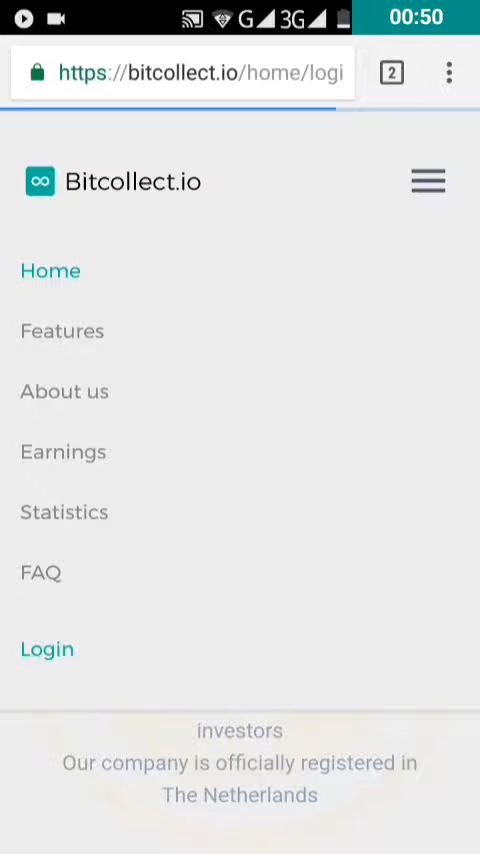 G 3G 00:50
https://bitcollect.io/home/logi
2
Bitcollect.io
Home
Features
About us
Earnings
Statistics
FAQ
Login
investors
Our company is officially registered in
The Netherlands